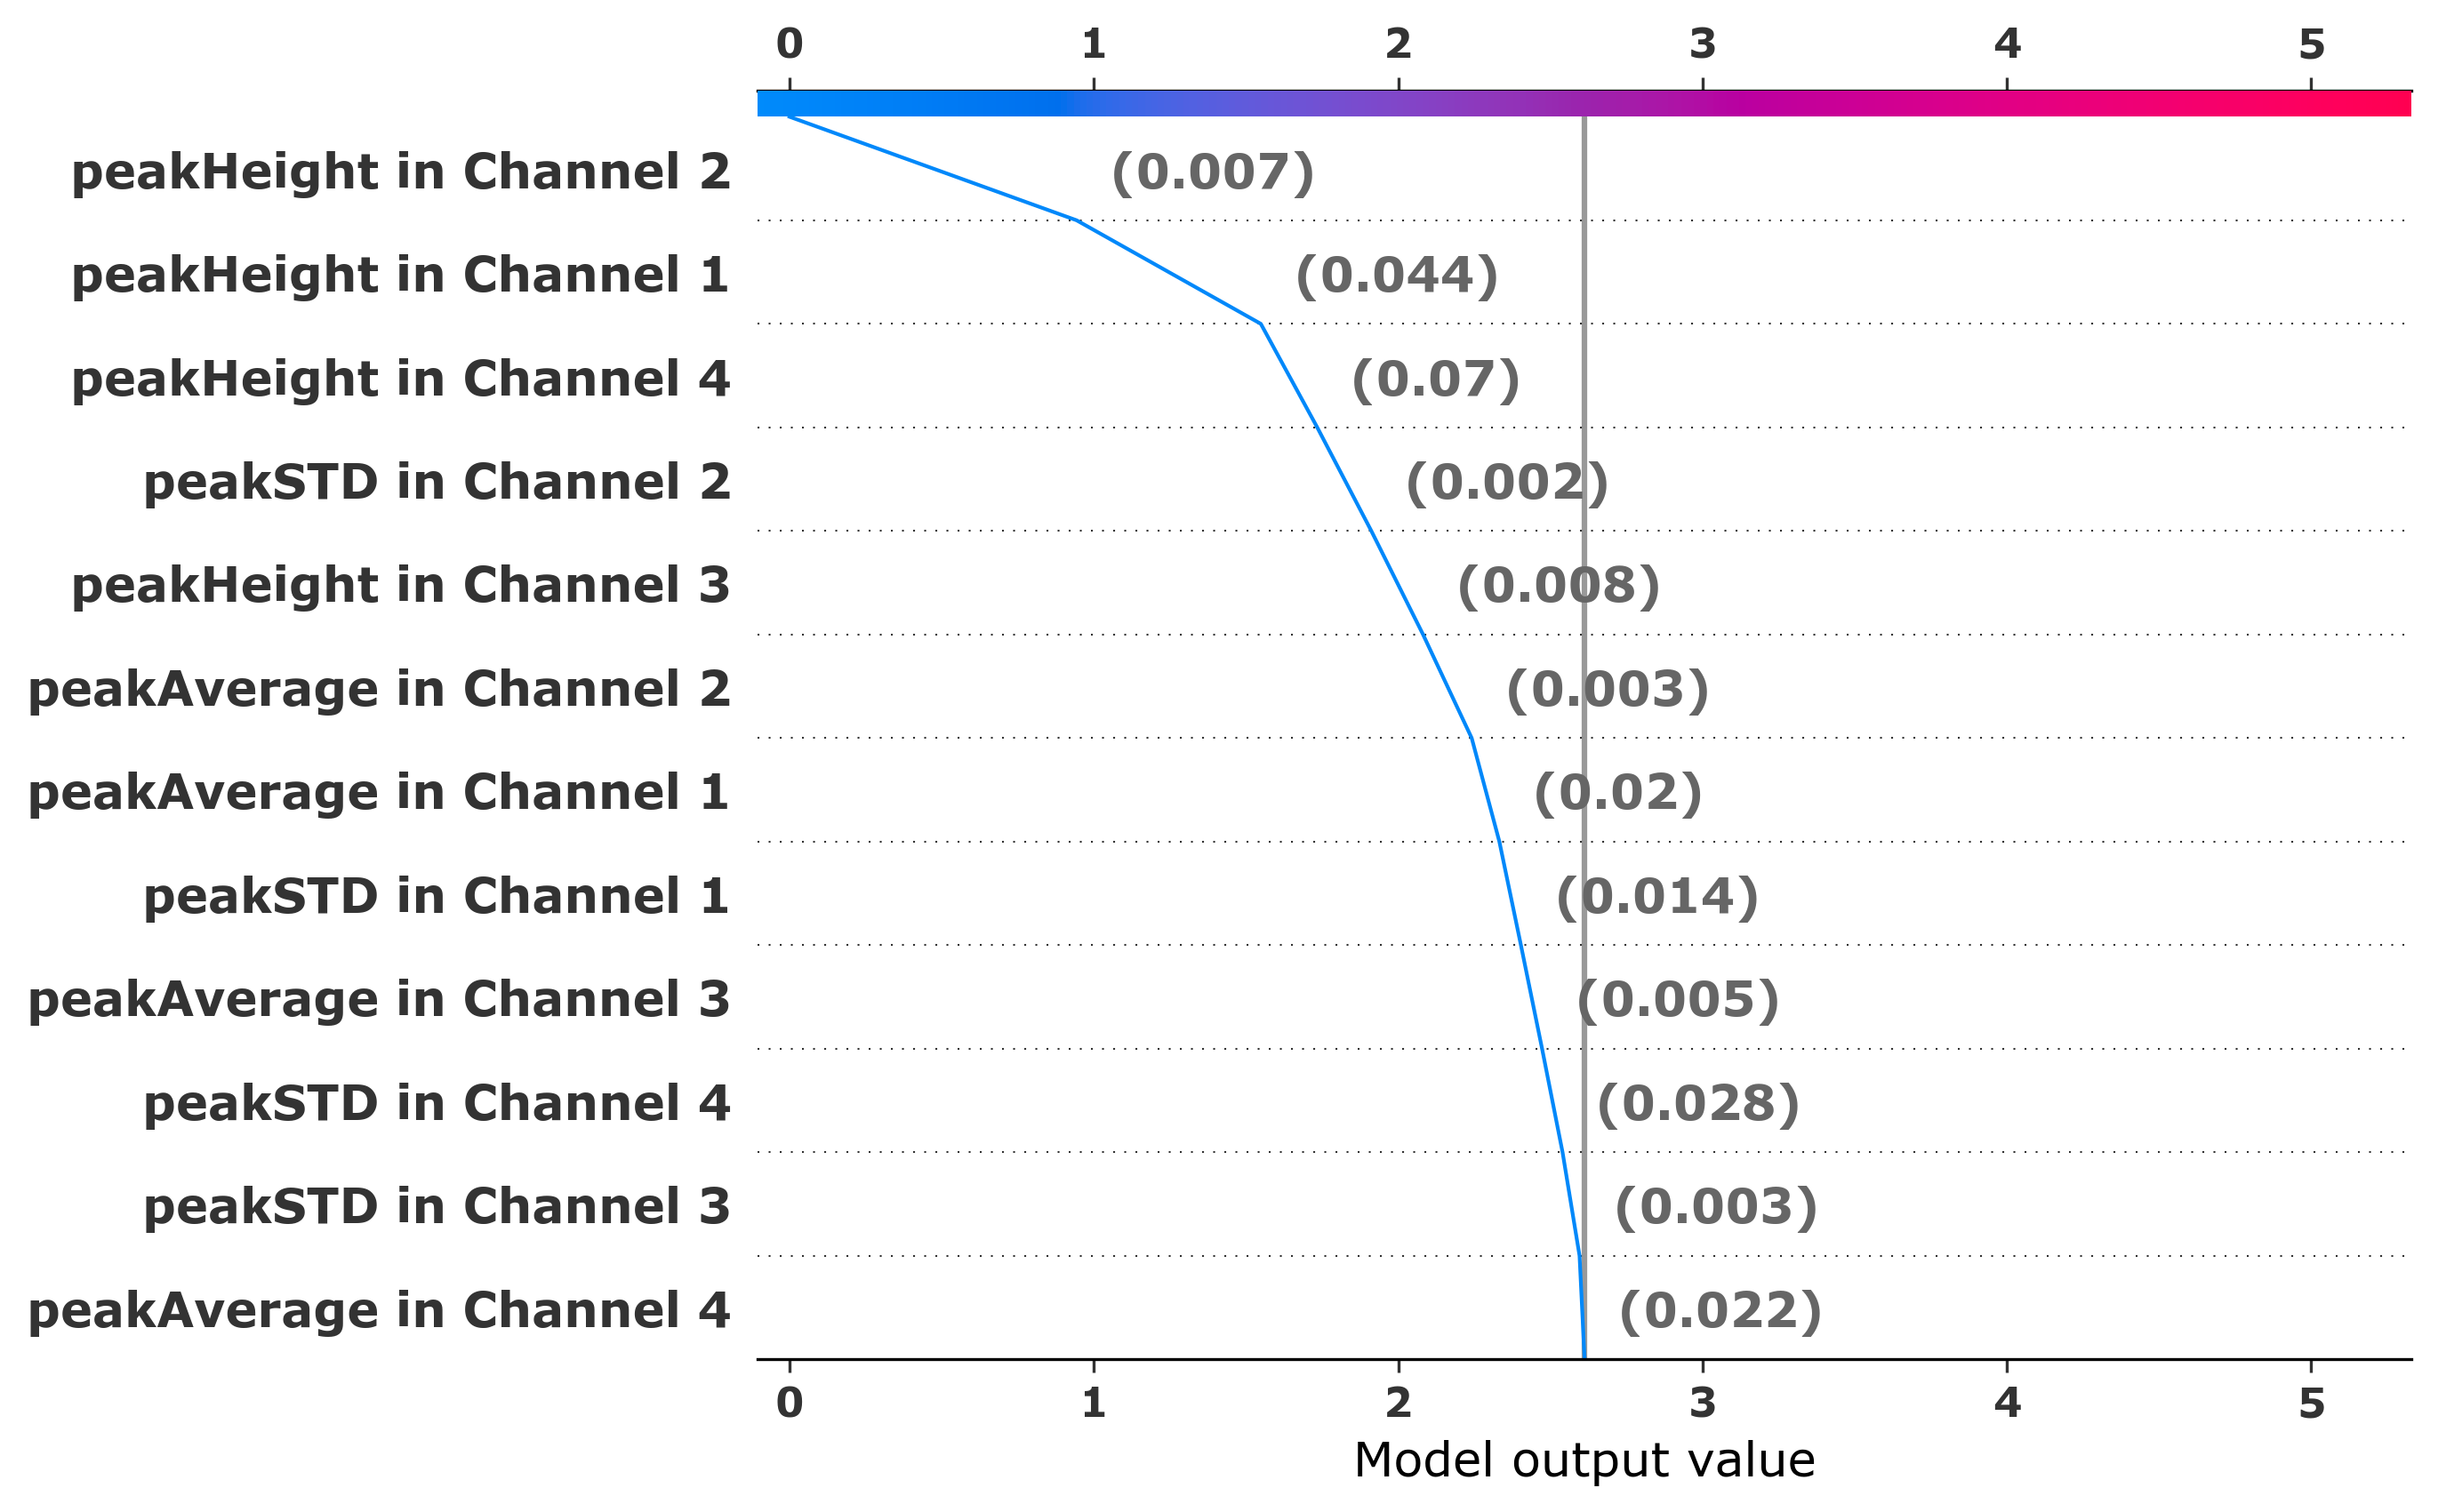 0 1 2 3 4 5
peakHeight in Channel 2 (0.007)
peakHeight in Channel 1 (0.044)
peakHeight in Channel 4 (0.07)
peakSTD in Channel 2 (0.002)
peakHeight in Channel 3 (0.008)
peakAverage in Channel 2 (0.003)
peakAverage in Channel 1 (0.02)
peakSTD in Channel 1 (0.014)
peakAverage in Channel 3 (0.005)
peakSTD in Channel 4 (0.028)
peakSTD in Channel 3 (0.003)
peakAverage in Channel 4 (0.022)
0 1 2 3 4 5
Model output value